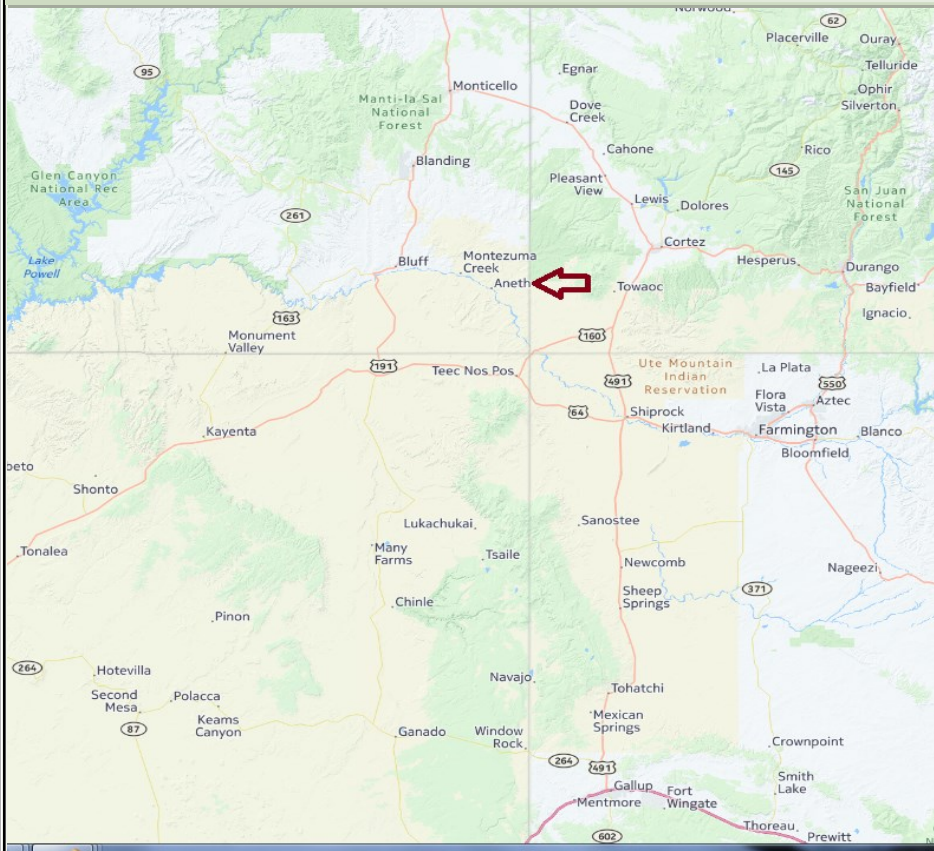 Norwood
62
Placerville
Ouray
95
Egnar
Telluride
Monticello
Ophir
Manti-la Sal
National
Forest
Dove
Creek
Silverton
Cahone
Rico
Blanding
145
Glen Canyon
National Rec
Area
Pleasant
View
Lewis
Dolores
San Juan
National
Forest
261
Cortez
Lake
Powell
Bluff
Montezuma
Creek
Hesperus
Durango
Aneth
Towaoc
Bayfield
163
Ignacio
Monument
Valley
160
191
Teec Nos Pos
491
Ute Mountain
Indian
Reservation
La Plata
550
Flora
Vista
Aztec
64
Shiprock
Kirtland
Farmington
Blanco
Kayenta
Bloomfield
beto
Shonto
Lukachukai
Sanostee
Tonalea
Many
Farms
Tsaile
Newcomb
Nageezi
Chinle
Sheep
Springs
371
Pinon
264
Hotevilla
Navajo
Second
Mesa
Polacca
Tohatchi
87
Keams
Canyon
Ganado
Window
Rock
Mexican
Springs
Crownpoint
264
491
Gallup
Mentmore
Fort
Wingate
Smith
Lake
602
Thoreau
Prewitt